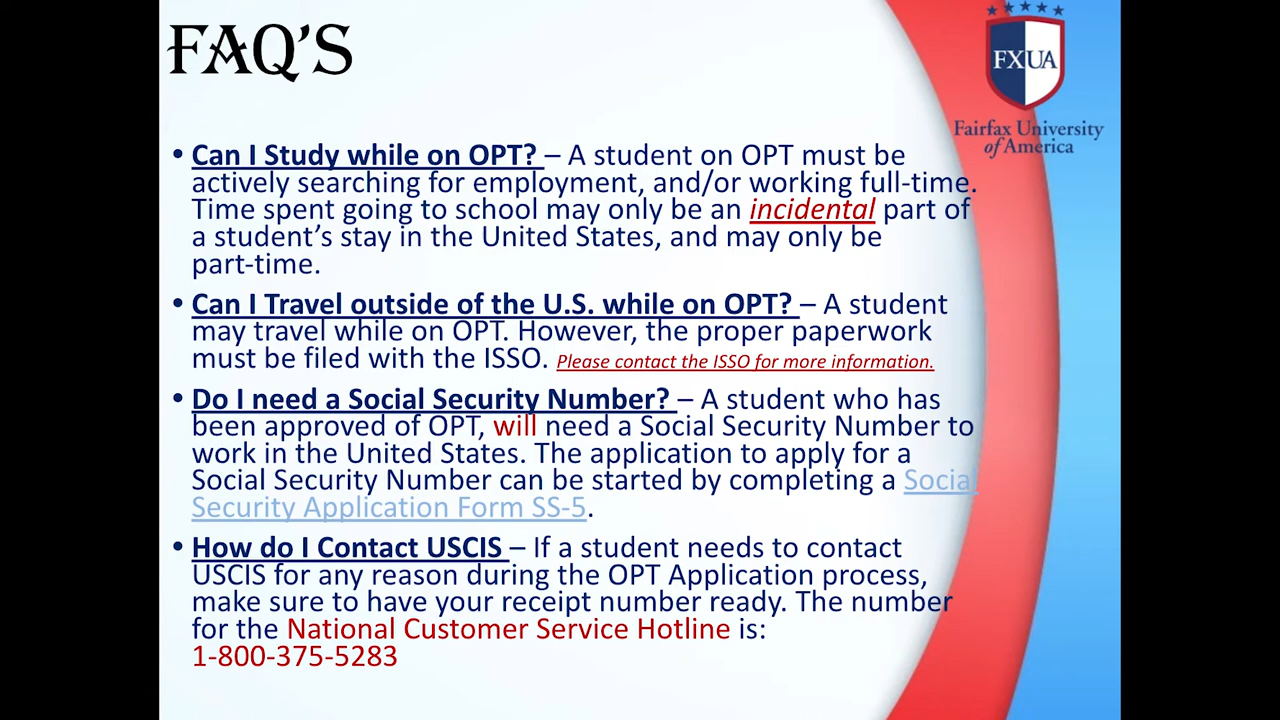 FAQ'S
FXUA
Fairfax University
of America
• Can I Study while on OPT? – A student on OPT must be
actively searching for employment, and/or working full-time.
Time spent going to school may only be an incidental part of
a student's stay in the United States, and may only be
part-time.
• Can I Travel outside of the U.S. while on OPT? – A student
may travel while on OPT. However, the proper paperwork
must be filed with the ISSO. Please contact the ISSO for more information.
• Do I need a Social Security Number? – A student who has
been approved of OPT, will need a Social Security Number to
work in the United States. The application to apply for a
Social Security Number can be started by completing a Social
Security Application Form SS-5.
• How do I Contact USCIS – If a student needs to contact
USCIS for any reason during the OPT Application process,
make sure to have your receipt number ready. The number
for the National Customer Service Hotline is:
1-800-375-5283